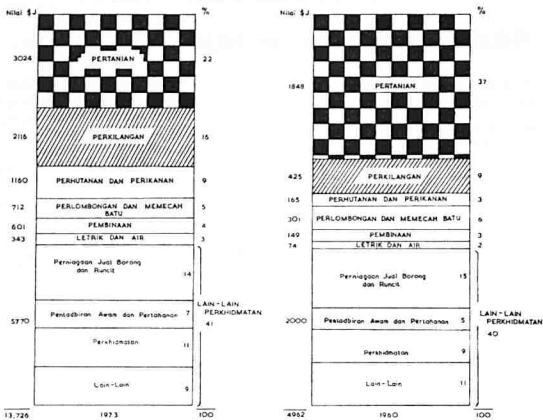 Nilai $J %
3024 PERTANIAN 22
2116 PERKILANGAN 16
1160 PERHUTANAN DAN PERIKANAN 9
712 PERLOMBONGAN DAN MEMECAH BATU 5
601 PEMBINAAN 4
343 LETRIK DAN AIR 3
Perniagaan Jual Borong
dan Runcit 14
5770 Pentadbiran Awam dan Pertahanan 7
LAIN-LAIN
PERKHIDMATAN
41
Perkhidmatan 11
Lain-Lain 9
13,726 1973 100
Nilai $J %
1848 PERTANIAN 37
425 PERKILANGAN 9
165 PERHUTANAN DAN PERIKANAN 3
301 PERLOMBONGAN DAN MEMECAH BATU 6
149 PEMBINAAN 3
74 LETRIK DAN AIR 2
Perniagaan Jual Borong
dan Runcit 15
2000 Pentadbiran Awam dan Pertahanan 5
LAIN-LAIN
PERKHIDMATAN
40
Perkhidmatan 9
Lain-Lain 11
4962 1960 100